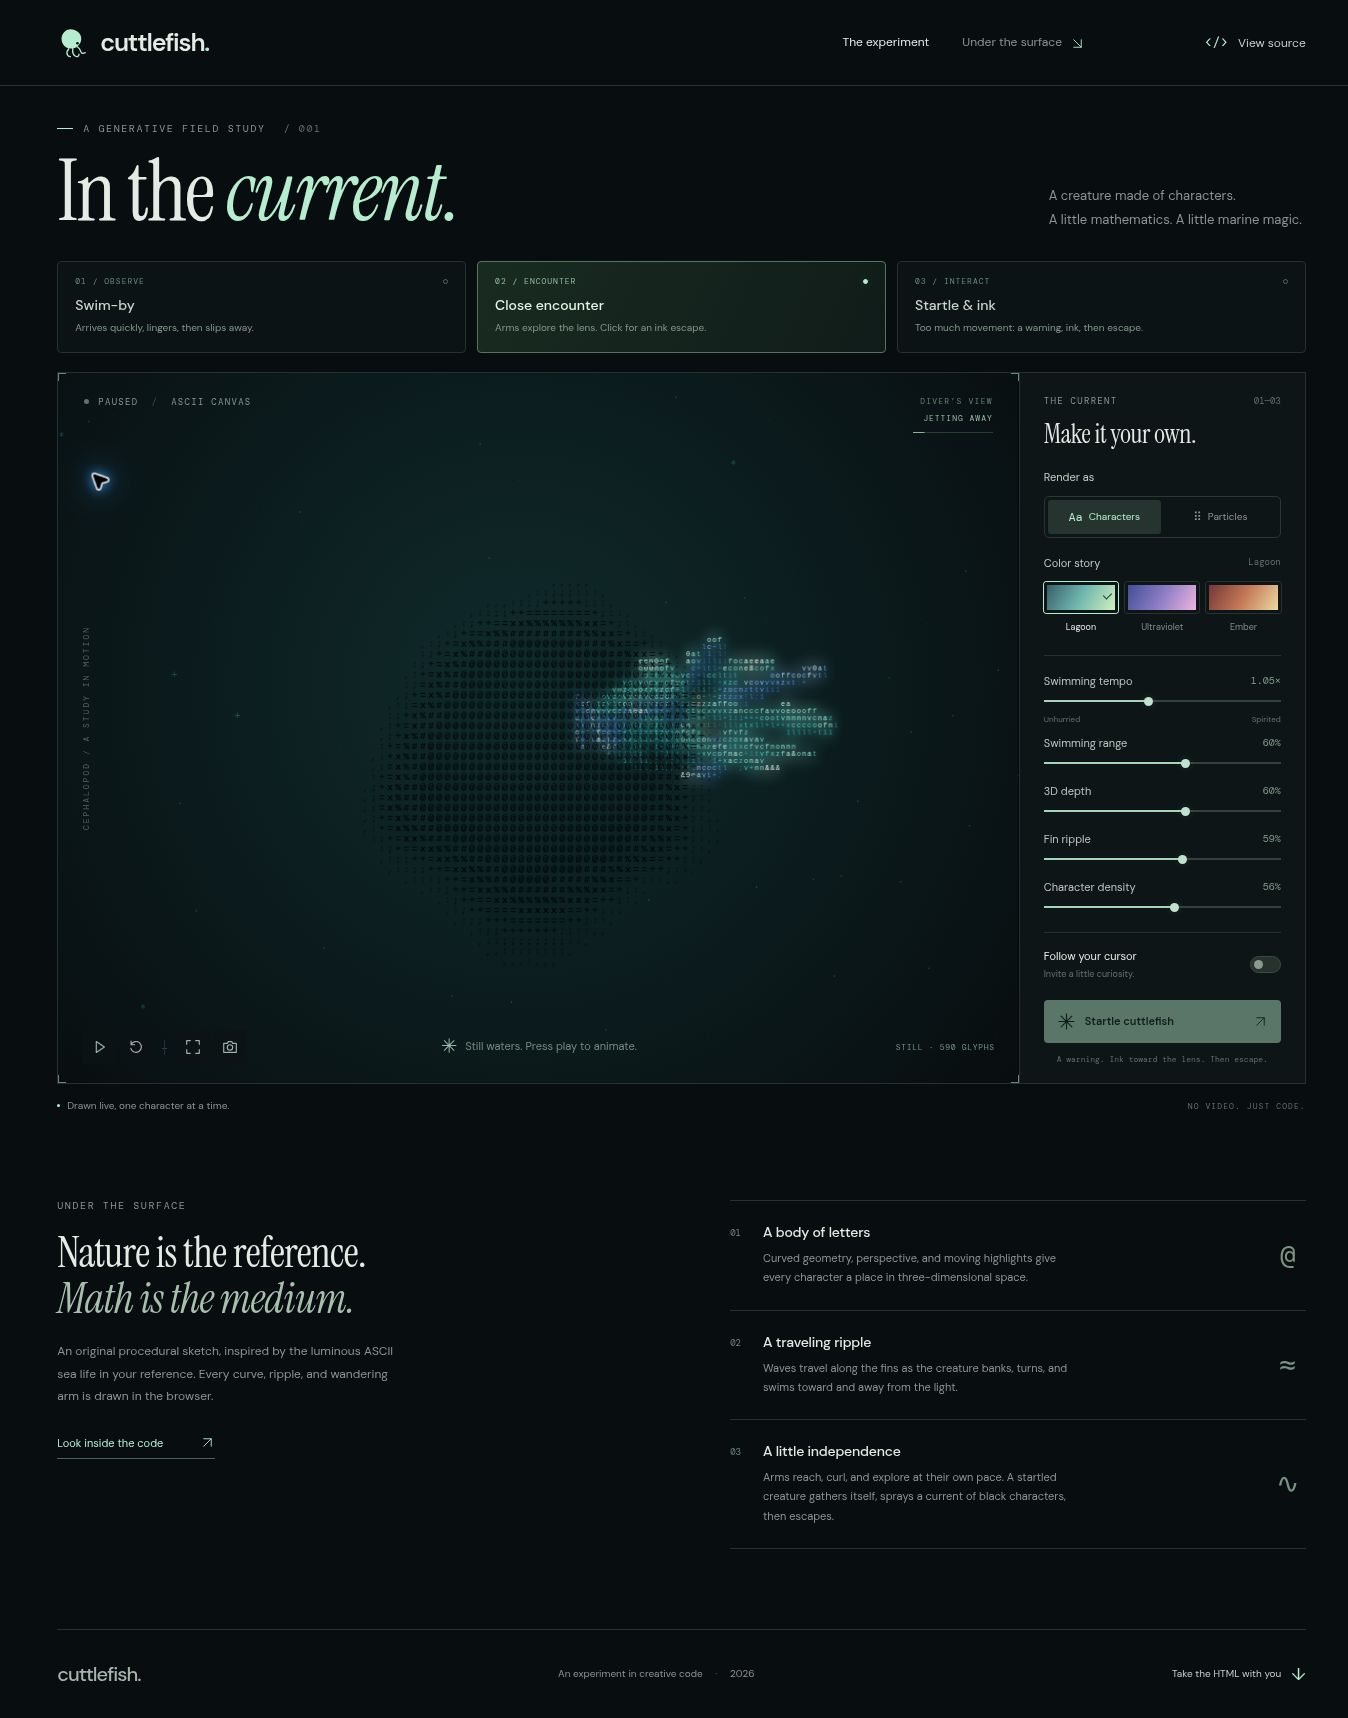 cuttlefish.
The experiment
Under the surface
View source
A GENERATIVE FIELD STUDY / 001
In the current.
A creature made of characters.
A little mathematics. A little marine magic.
01 / OBSERVE
Swim-by
Arrives quickly, lingers, then slips away.
02 / ENCOUNTER
Close encounter
Arms explore the lens. Click for an ink escape.
03 / INTERACT
Startle & ink
Too much movement: a warning, ink, then escape.
PAUSED / ASCII CANVAS
DIVER'S VIEW
JETTING AWAY
CEPHALOPOD / A STUDY IN MOTION
Still waters. Press play to animate.
STILL · 590 GLYPHS
THE CURRENT
01—03
Make it your own.
Render as
Aa Characters
Particles
Color story
Lagoon
Lagoon
Ultraviolet
Ember
Swimming tempo
1.05×
Unhurried
Spirited
Swimming range
60%
3D depth
60%
Fin ripple
59%
Character density
56%
Follow your cursor
Invite a little curiosity.
Startle cuttlefish
A warning. Ink toward the lens. Then escape.
Drawn live, one character at a time.
NO VIDEO. JUST CODE.
UNDER THE SURFACE
Nature is the reference.
Math is the medium.
An original procedural sketch, inspired by the luminous ASCII
sea life in your reference. Every curve, ripple, and wandering
arm is drawn in the browser.
Look inside the code
01
A body of letters
Curved geometry, perspective, and moving highlights give
every character a place in three-dimensional space.
@
02
A traveling ripple
Waves travel along the fins as the creature banks, turns, and
swims toward and away from the light.
≈
03
A little independence
Arms reach, curl, and explore at their own pace. A startled
creature gathers itself, sprays a current of black characters,
then escapes.
∿
cuttlefish.
An experiment in creative code · 2026
Take the HTML with you